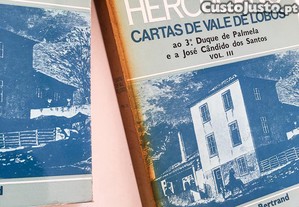 CustoJusto.pt
HERC
CARTAS DE VALE DE LOBOS
ao 3.º Duque de Palmela
e a José Cândido dos Santos
VOL. III
Bertrand